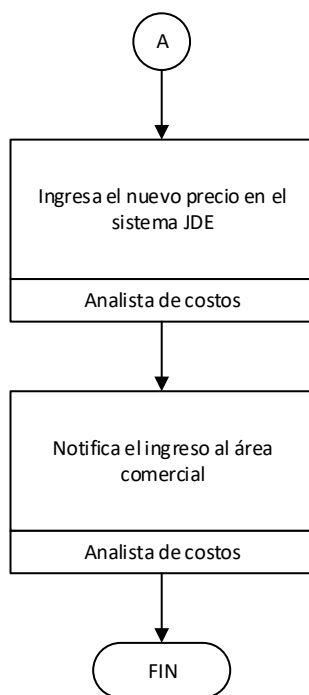 A
Ingresa el nuevo precio en el
sistema JDE
Analista de costos
Notifica el ingreso al área
comercial
Analista de costos
FIN